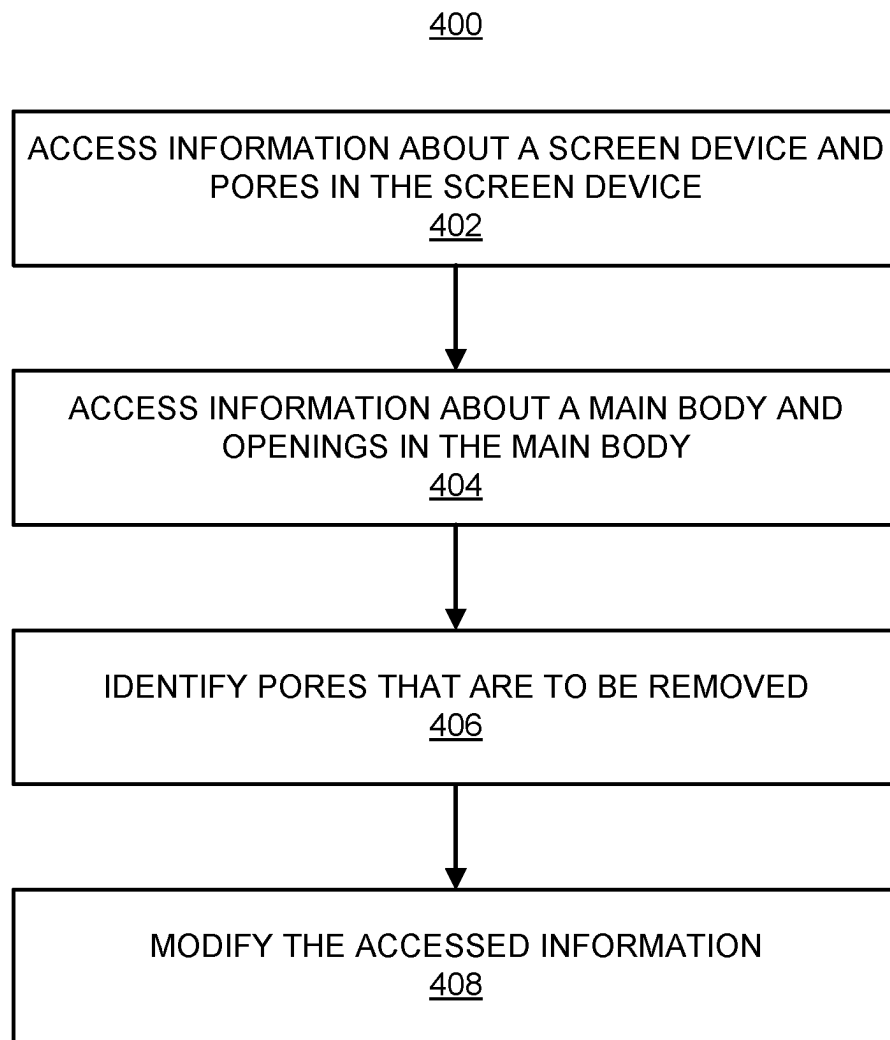 400
ACCESS INFORMATION ABOUT A SCREEN DEVICE AND
PORES IN THE SCREEN DEVICE
402
ACCESS INFORMATION ABOUT A MAIN BODY AND
OPENINGS IN THE MAIN BODY
404
IDENTIFY PORES THAT ARE TO BE REMOVED
406
MODIFY THE ACCESSED INFORMATION
408